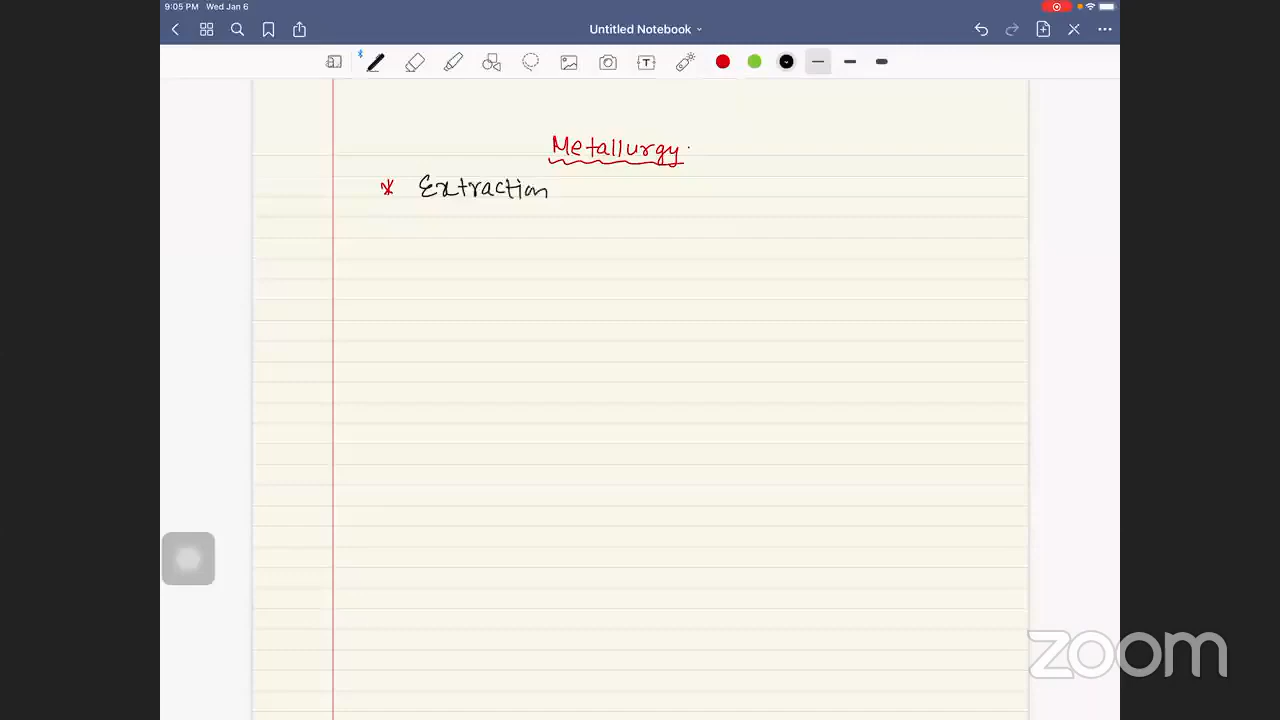 9:05 PM Wed Jan 6
Untitled Notebook
T
Metallurgy
* Extraction
zoom